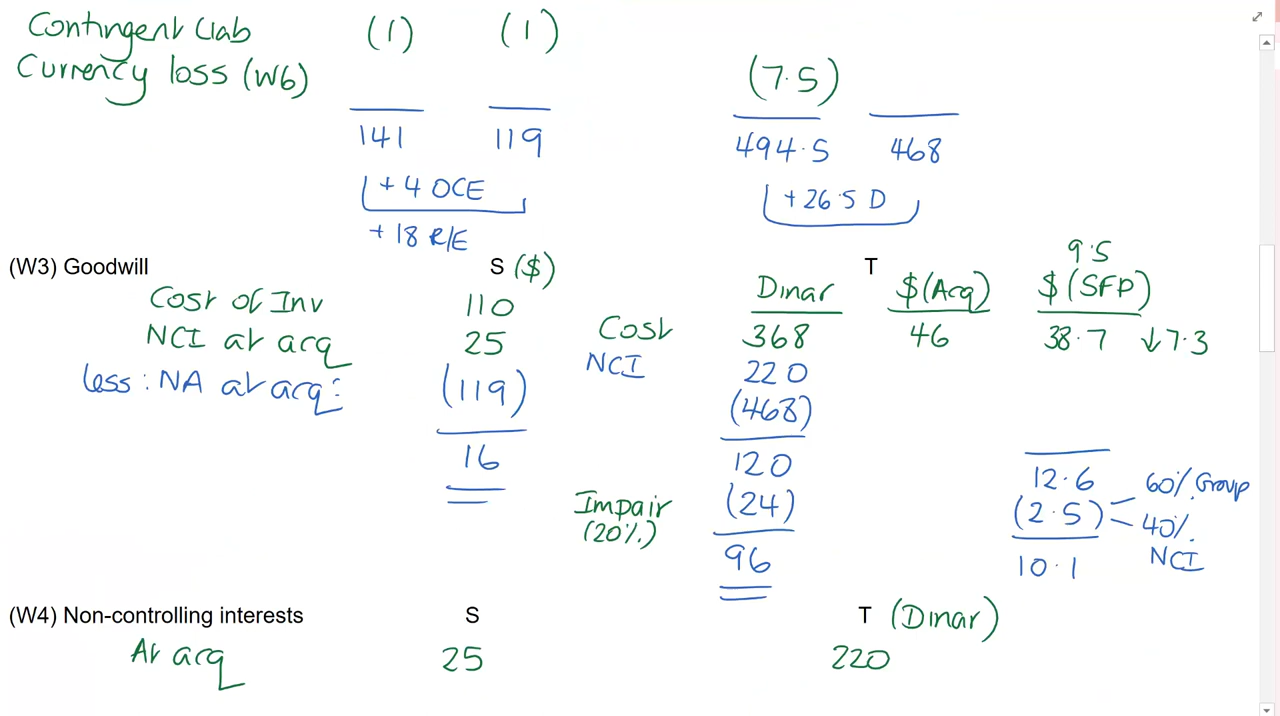 Contingent liab (1) (1)
Currency loss (W6) (7.5)
141 119 494.5 468
+ 4 OCE + 26.5 D
+ 18 R/E
9.5
(W3) Goodwill S ($) T
Dinar $(Acq) $(SFP)
Cost of Inv 110
Cost 368 46 38.7 ↓7.3
NCI at acq 25
NCI 220
less: NA at acq: (119) (468)
16 120 12.6 60% Group
Impair (24) (2.5) 40%
(20%) NCI
96 10.1
(W4) Non-controlling interests S T (Dinar)
At acq 25 220